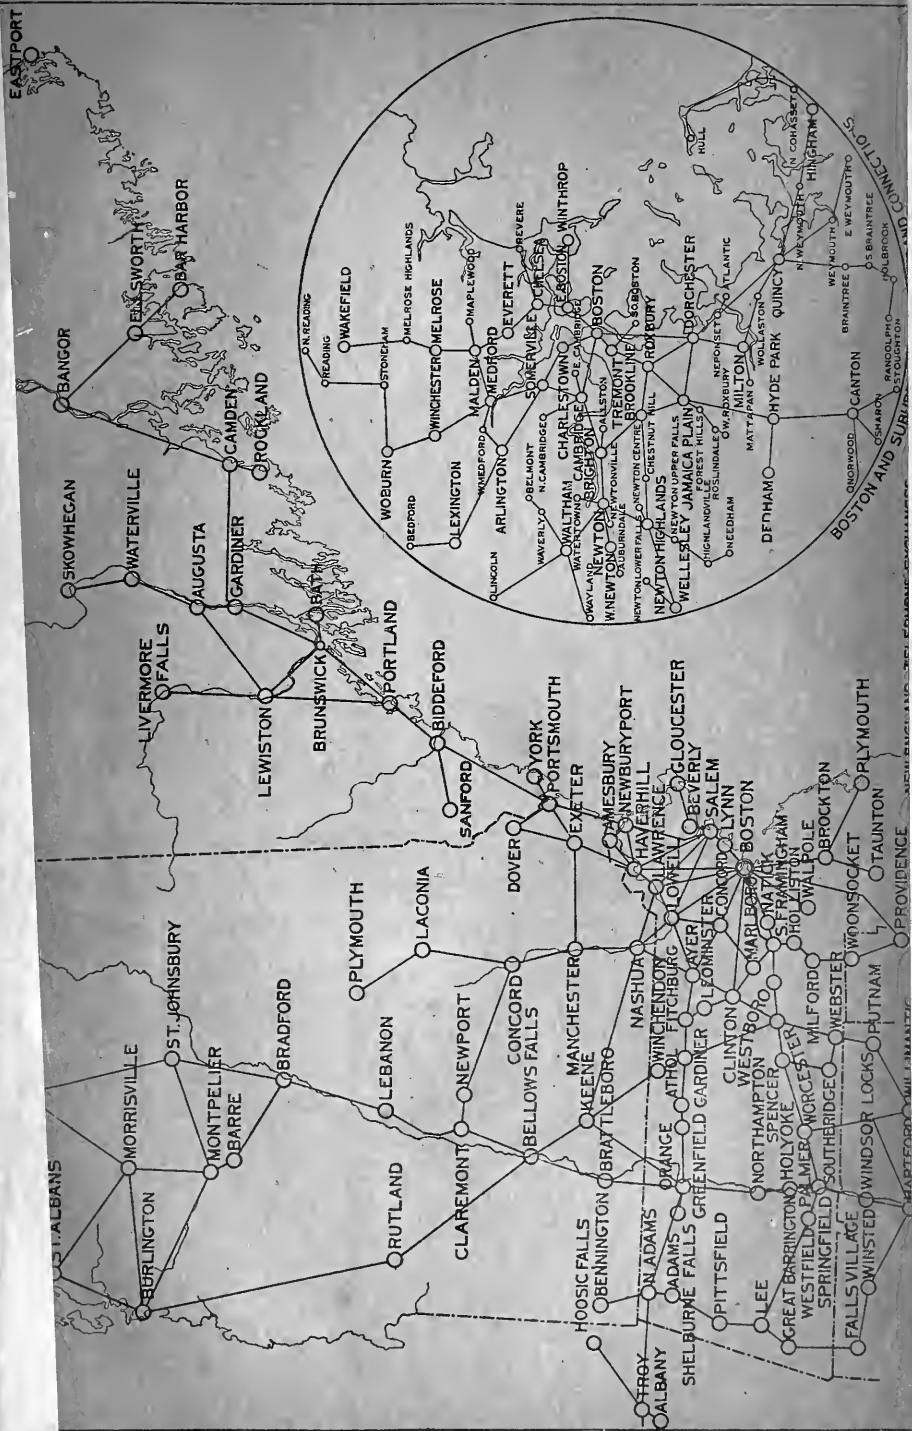 EASTPORT
ELLSWORTH
BAR HARBOR
BANGOR
CAMDEN
ROCKLAND
SKOWHEGAN
WATERVILLE
AUGUSTA
GARDINER
BATH
LIVERMORE
FALLS
LEWISTON
BRUNSWICK
PORTLAND
BIDDEFORD
SANFORD
YORK
PORTSMOUTH
DOVER
EXETER
AMESBURY
NEWBURYPORT
HAVERHILL
LAWRENCE
GLOUCESTER
BEVERLY
SALEM
LYNN
LOWELL
CONCORD
BOSTON
MARLBORO
NATICK
S. FRAMINGHAM
HOLLISTON
WALPOLE
BROCKTON
PLYMOUTH
TAUNTON
WOONSOCKET
PROVIDENCE
PLYMOUTH
LACONIA
CONCORD
MANCHESTER
NASHUA
ST. JOHNSBURY
BRADFORD
LEBANON
NEWPORT
CLAREMONT
BELLOWS FALLS
KEENE
BRATTLEBORO
WINCHENDON
FITCHBURG
AYER
LEOMINSTER
ATHOL
GARDINER
ORANGE
GREENFIELD
CLINTON
WESTBORO
MILFORD
WEBSTER
PUTNAM
SPENCER
WORCESTER
SOUTHBRIDGE
NORTHAMPTON
HOLYOKE
PALMER
WINDSOR LOCKS
WILLIMANTIC
HARTFORD
ST. ALBANS
MORRISVILLE
BURLINGTON
MONTPELIER
BARRE
RUTLAND
HOOSIC FALLS
BENNINGTON
TROY
ALBANY
N. ADAMS
ADAMS
SHELBURNE FALLS
PITTSFIELD
LEE
GREAT BARRINGTON
WESTFIELD
SPRINGFIELD
FALLS VILLAGE
WINSTED
N. READING
READING
WAKEFIELD
STONEHAM
MELROSE HIGHLANDS
WINCHESTER
MELROSE
WOBURN
MALDEN
MAPLEWOOD
MEDFORD
EVERETT
REVERE
CHELSEA
WINTHROP
E. BOSTON
BEDFORD
LEXINGTON
W. MEDFORD
ARLINGTON
SOMERVILLE
CHARLESTOWN
E. CAMBRIDGE
BOSTON
LINCOLN
BELMONT
N. CAMBRIDGE
WAVERLY
WALTHAM
WATERTOWN
CAMBRIDGE
BRIGHTON
ALLSTON
TREMONT
BROOKLINE
SO. BOSTON
ROXBURY
WAYLAND
NEWTON
W. NEWTON
NEWTONVILLE
AUBURNDALE
NEWTON CENTRE
CHESTNUT HILL
NEWTON LOWER FALLS
NEWTON HIGHLANDS
NEWTON UPPER FALLS
WELLESLEY
JAMAICA PLAIN
FOREST HILLS
HIGHLANDVILLE
ROSLINDALE
W. ROXBURY
NEEDHAM
DORCHESTER
NEPONSET
ATLANTIC
MILTON
MATTAPAN
WOLLASTON
HYDE PARK
QUINCY
DEDHAM
HULL
N. COHASSET
HINGHAM
N. WEYMOUTH
WEYMOUTH
E. WEYMOUTH
BRAINTREE
S. BRAINTREE
HOLBROOK
RANDOLPH
STOUGHTON
CANTON
NORWOOD
SHARON
BOSTON AND SUBURBAN CONNECTIONS